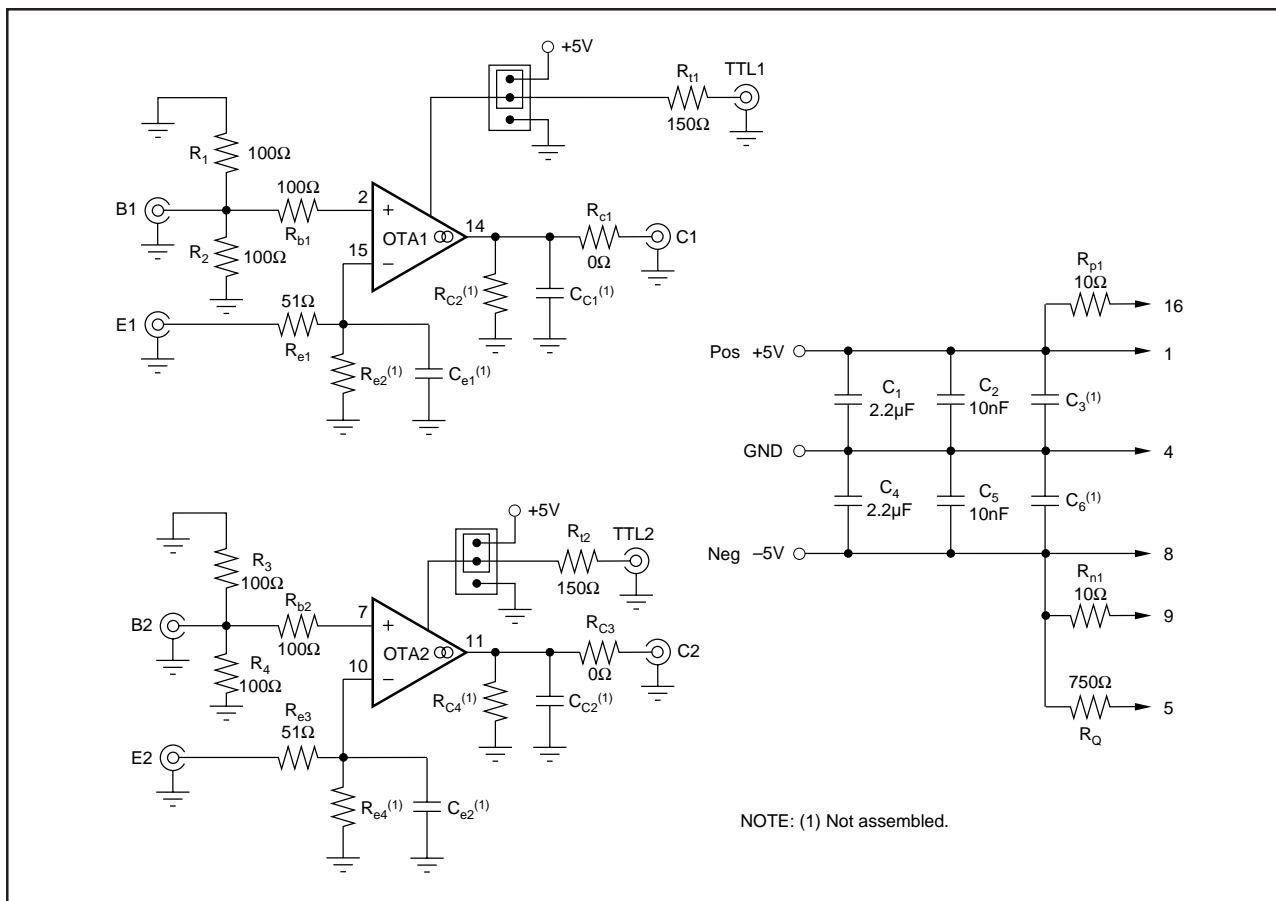 +5V
TTL1
R_t1
150Ω
R_1
100Ω
B1
100Ω
R_b1
2
+
OTA1
14
15
−
R_c1
0Ω
C1
R_2
100Ω
R_C2^(1)
C_C1^(1)
E1
51Ω
R_e1
R_e2^(1)
C_e1^(1)
R_p1
10Ω
16
Pos +5V
1
C_1
2.2µF
C_2
10nF
C_3^(1)
GND
4
C_4
2.2µF
C_5
10nF
C_6^(1)
Neg –5V
8
R_n1
10Ω
9
750Ω
5
R_Q
+5V
R_t2
TTL2
150Ω
R_3
100Ω
R_b2
100Ω
B2
7
+
OTA2
11
10
−
R_C3
0Ω
C2
R_4
100Ω
R_C4^(1)
C_C2^(1)
R_e3
51Ω
E2
R_e4^(1)
C_e2^(1)
NOTE: (1) Not assembled.